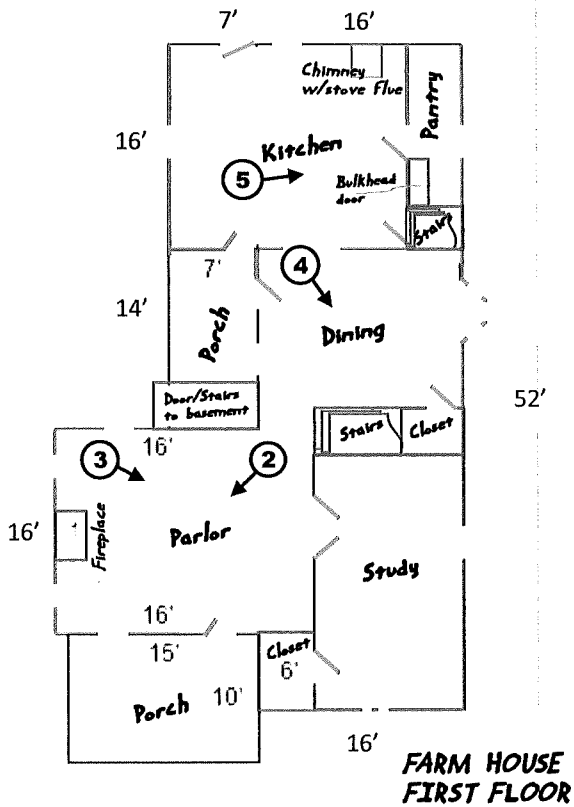 7'
16'
Chimney
w/stove Flue
Pantry
16'
Kitchen
5
Bulkhead
door
Stairs
7'
4
14'
Porch
Dining
Door/Stairs
to basement
52'
16'
Stairs
Closet
3
2
16'
Fireplace
Parlor
Study
16'
15'
Closet
6'
10'
Porch
16'
FARM HOUSE
FIRST FLOOR